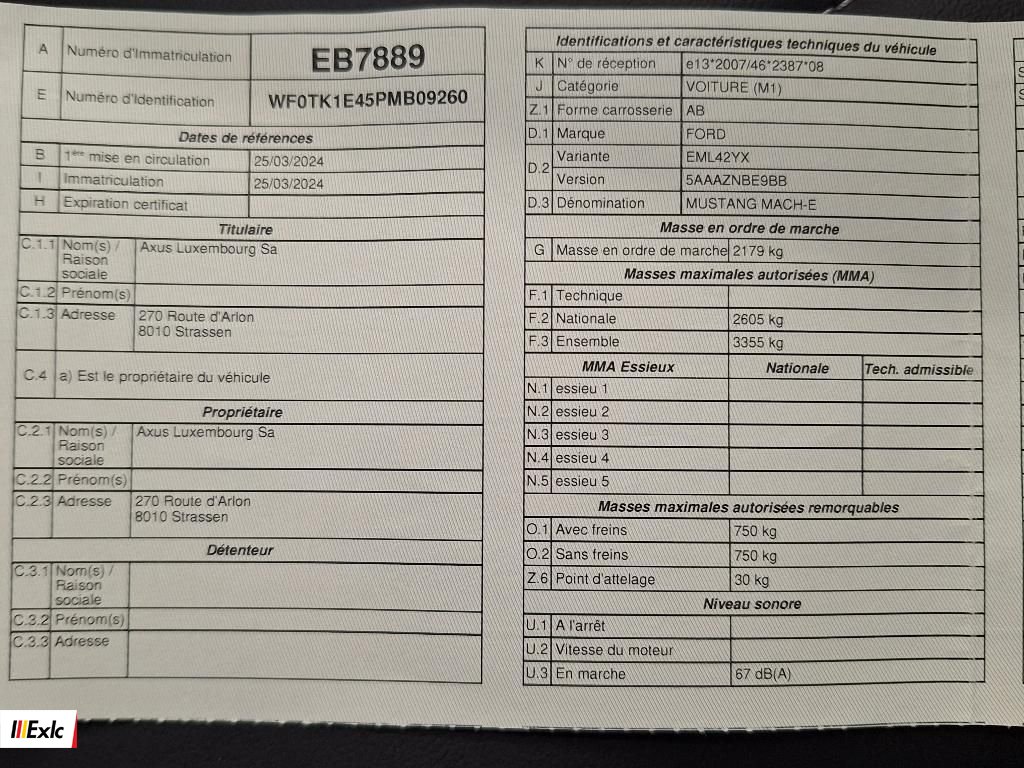 A Numéro d'Immatriculation EB7889
E Numéro d'Identification WF0TK1E45PMB09260
Dates de références
B 1ère mise en circulation 25/03/2024
I Immatriculation 25/03/2024
H Expiration certificat
Titulaire
C.1.1 Nom(s) / Axus Luxembourg Sa
Raison
sociale
C.1.2 Prénom(s)
C.1.3 Adresse 270 Route d'Arlon
8010 Strassen
C.4 a) Est le propriétaire du véhicule
Propriétaire
C.2.1 Nom(s) / Axus Luxembourg Sa
Raison
sociale
C.2.2 Prénom(s)
C.2.3 Adresse 270 Route d'Arlon
8010 Strassen
Détenteur
C.3.1 Nom(s) /
Raison
sociale
C.3.2 Prénom(s)
C.3.3 Adresse
Identifications et caractéristiques techniques du véhicule
K N° de réception e13*2007/46*2387*08
J Catégorie VOITURE (M1)
Z.1 Forme carrosserie AB
D.1 Marque FORD
D.2 Variante EML42YX
Version 5AAAZNBE9BB
D.3 Dénomination MUSTANG MACH-E
Masse en ordre de marche
G Masse en ordre de marche 2179 kg
Masses maximales autorisées (MMA)
F.1 Technique
F.2 Nationale 2605 kg
F.3 Ensemble 3355 kg
MMA Essieux Nationale Tech. admissible
N.1 essieu 1
N.2 essieu 2
N.3 essieu 3
N.4 essieu 4
N.5 essieu 5
Masses maximales autorisées remorquables
O.1 Avec freins 750 kg
O.2 Sans freins 750 kg
Z.6 Point d'attelage 30 kg
Niveau sonore
U.1 A l'arrêt
U.2 Vitesse du moteur
U.3 En marche 67 dB(A)
Exlc